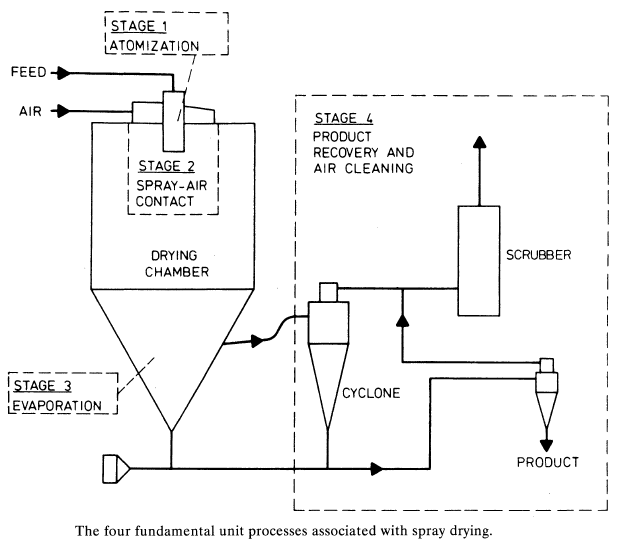 STAGE 1
ATOMIZATION
FEED
AIR
STAGE 2
SPRAY-AIR
CONTACT
DRYING
CHAMBER
STAGE 3
EVAPORATION
STAGE 4
PRODUCT
RECOVERY AND
AIR CLEANING
SCRUBBER
CYCLONE
PRODUCT
The four fundamental unit processes associated with spray drying.